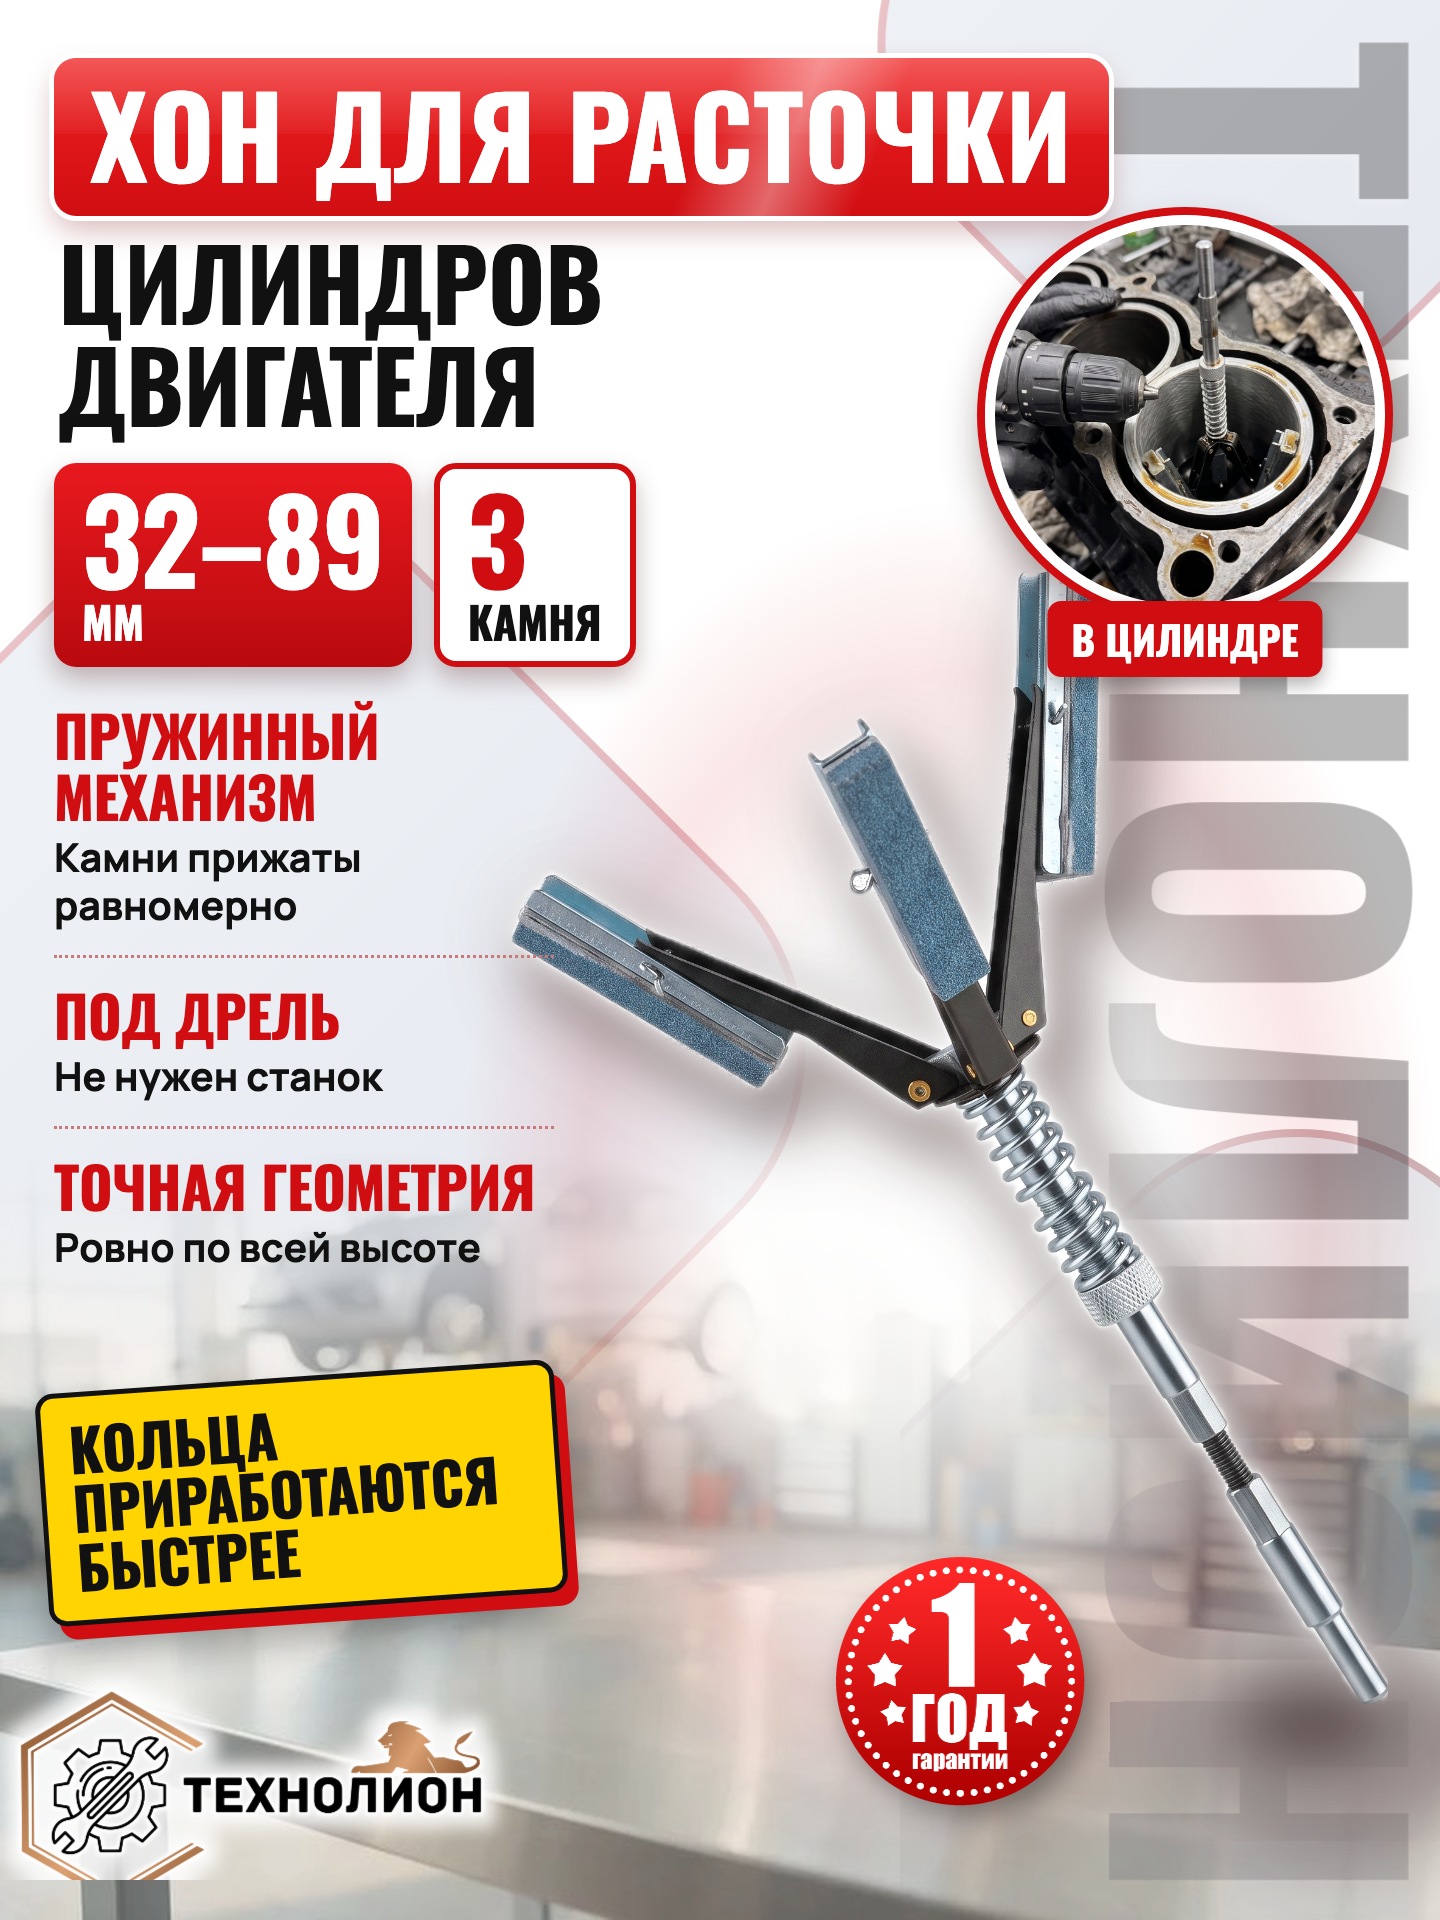 ХОН ДЛЯ РАСТОЧКИ
ЦИЛИНДРОВ
ДВИГАТЕЛЯ
32–89
ММ
3
КАМНЯ
В ЦИЛИНДРЕ
ПРУЖИННЫЙ
МЕХАНИЗМ
Камни прижаты
равномерно
ПОД ДРЕЛЬ
Не нужен станок
ТОЧНАЯ ГЕОМЕТРИЯ
Ровно по всей высоте
КОЛЬЦА
ПРИРАБОТАЮТСЯ
БЫСТРЕЕ
1
ГОД
гарантии
ТЕХНОЛИОН